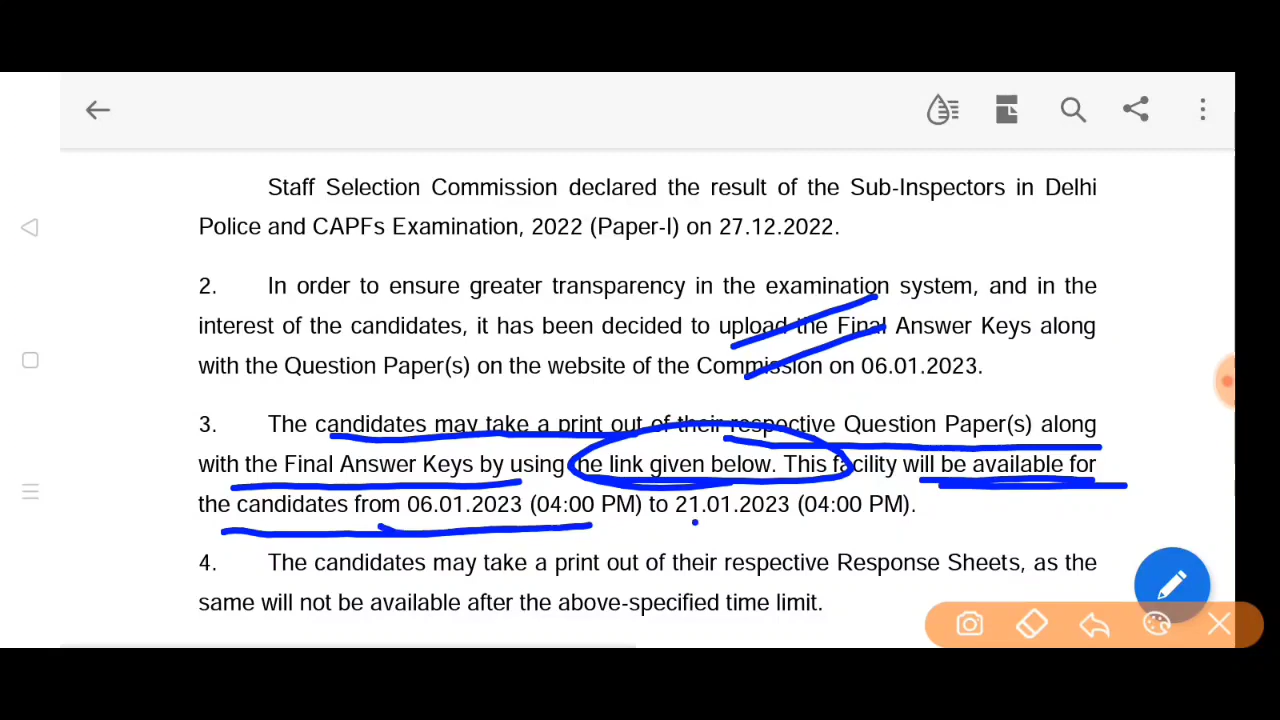 Staff Selection Commission declared the result of the Sub-Inspectors in Delhi
Police and CAPFs Examination, 2022 (Paper-I) on 27.12.2022.
2. In order to ensure greater transparency in the examination system, and in the
interest of the candidates, it has been decided to upload the Final Answer Keys along
with the Question Paper(s) on the website of the Commission on 06.01.2023.
3. The candidates may take a print out of their respective Question Paper(s) along
with the Final Answer Keys by using the link given below. This facility will be available for
the candidates from 06.01.2023 (04:00 PM) to 21.01.2023 (04:00 PM).
4. The candidates may take a print out of their respective Response Sheets, as the
same will not be available after the above-specified time limit.